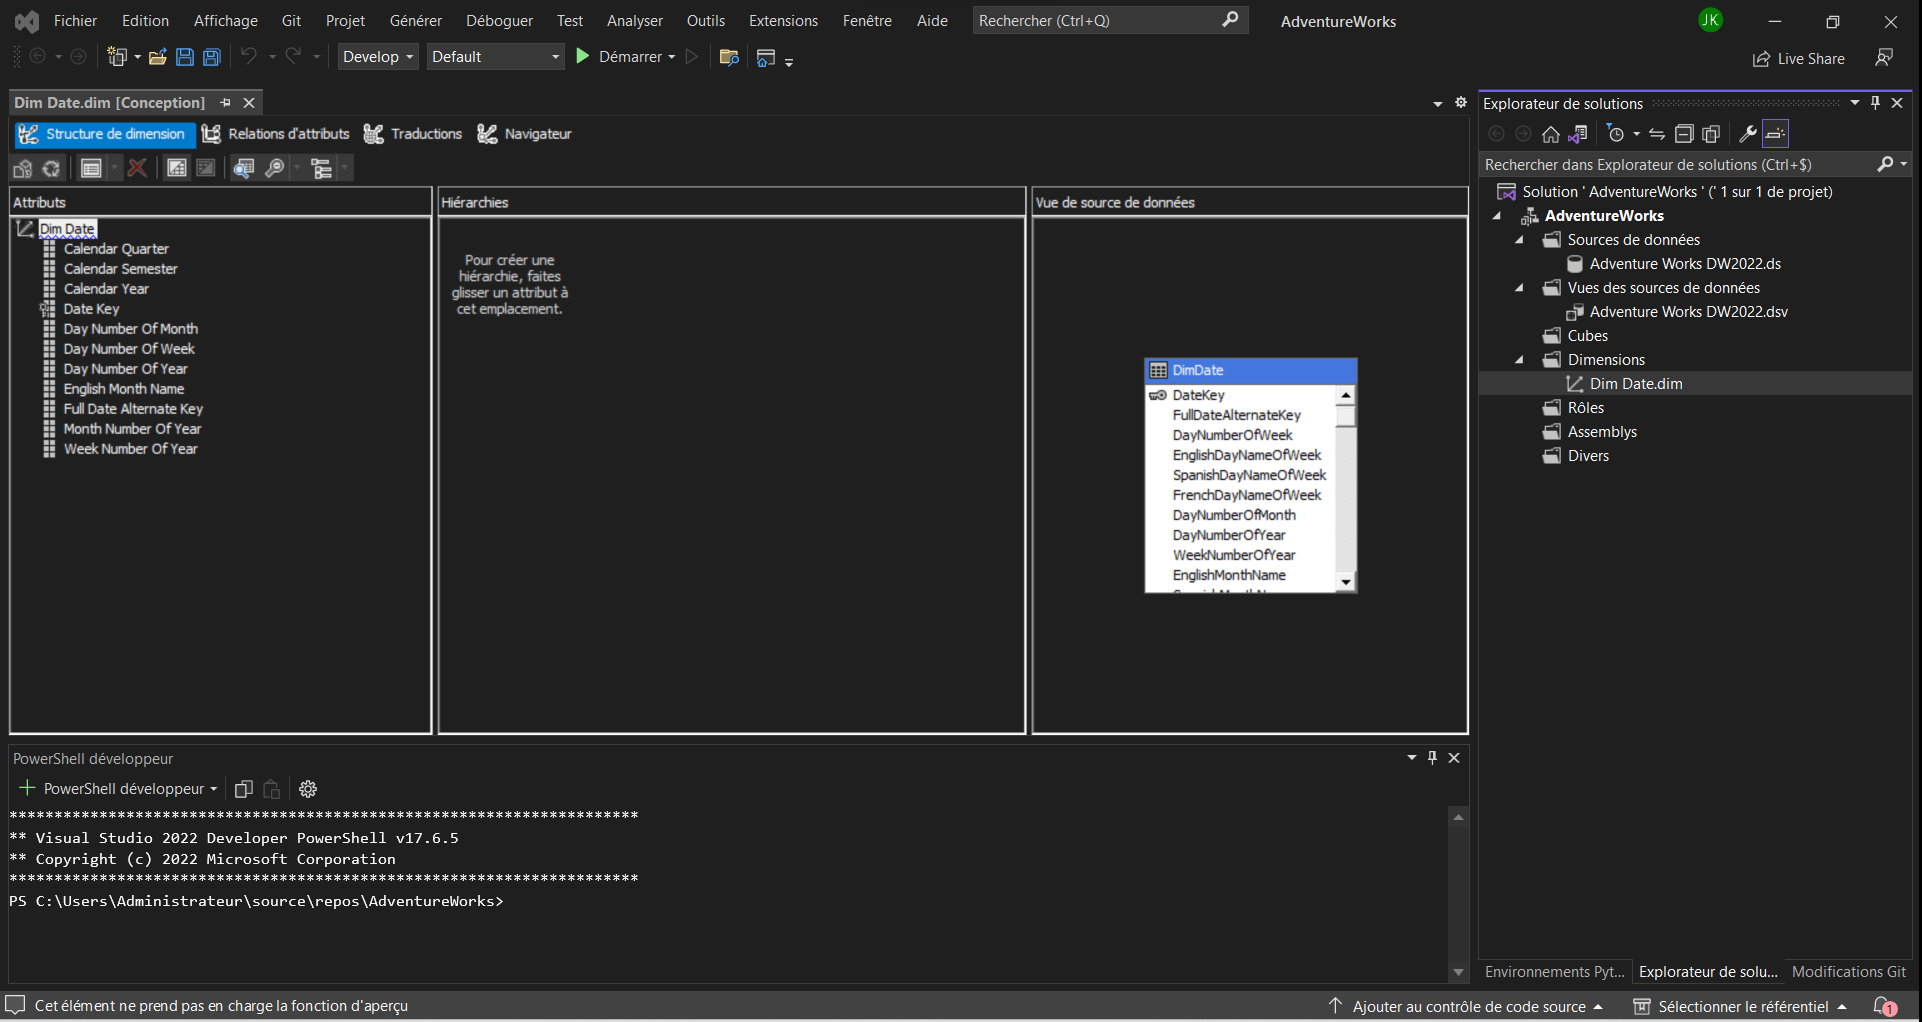 Fichier Edition Affichage Git Projet Générer Déboguer Test Analyser Outils Extensions Fenêtre Aide Rechercher (Ctrl+Q) AdventureWorks JK
Develop Default Démarrer Live Share
Dim Date.dim [Conception]
Structure de dimension Relations d'attributs Traductions Navigateur
Attributs
Dim Date
Calendar Quarter
Calendar Semester
Calendar Year
Date Key
Day Number Of Month
Day Number Of Week
Day Number Of Year
English Month Name
Full Date Alternate Key
Month Number Of Year
Week Number Of Year
Hiérarchies
Pour créer une
hiérarchie, faites
glisser un attribut à
cet emplacement.
Vue de source de données
DimDate
DateKey
FullDateAlternateKey
DayNumberOfWeek
EnglishDayNameOfWeek
SpanishDayNameOfWeek
FrenchDayNameOfWeek
DayNumberOfMonth
DayNumberOfYear
WeekNumberOfYear
EnglishMonthName
Explorateur de solutions
Rechercher dans Explorateur de solutions (Ctrl+$)
Solution ' AdventureWorks ' (' 1 sur 1 de projet)
AdventureWorks
Sources de données
Adventure Works DW2022.ds
Vues des sources de données
Adventure Works DW2022.dsv
Cubes
Dimensions
Dim Date.dim
Rôles
Assemblys
Divers
Environnements Pyt... Explorateur de solu... Modifications Git
PowerShell développeur
PowerShell développeur
**********************************************************************
** Visual Studio 2022 Developer PowerShell v17.6.5
** Copyright (c) 2022 Microsoft Corporation
**********************************************************************
PS C:\Users\Administrateur\source\repos\AdventureWorks>
Cet élément ne prend pas en charge la fonction d'aperçu Ajouter au contrôle de code source Sélectionner le référentiel 1